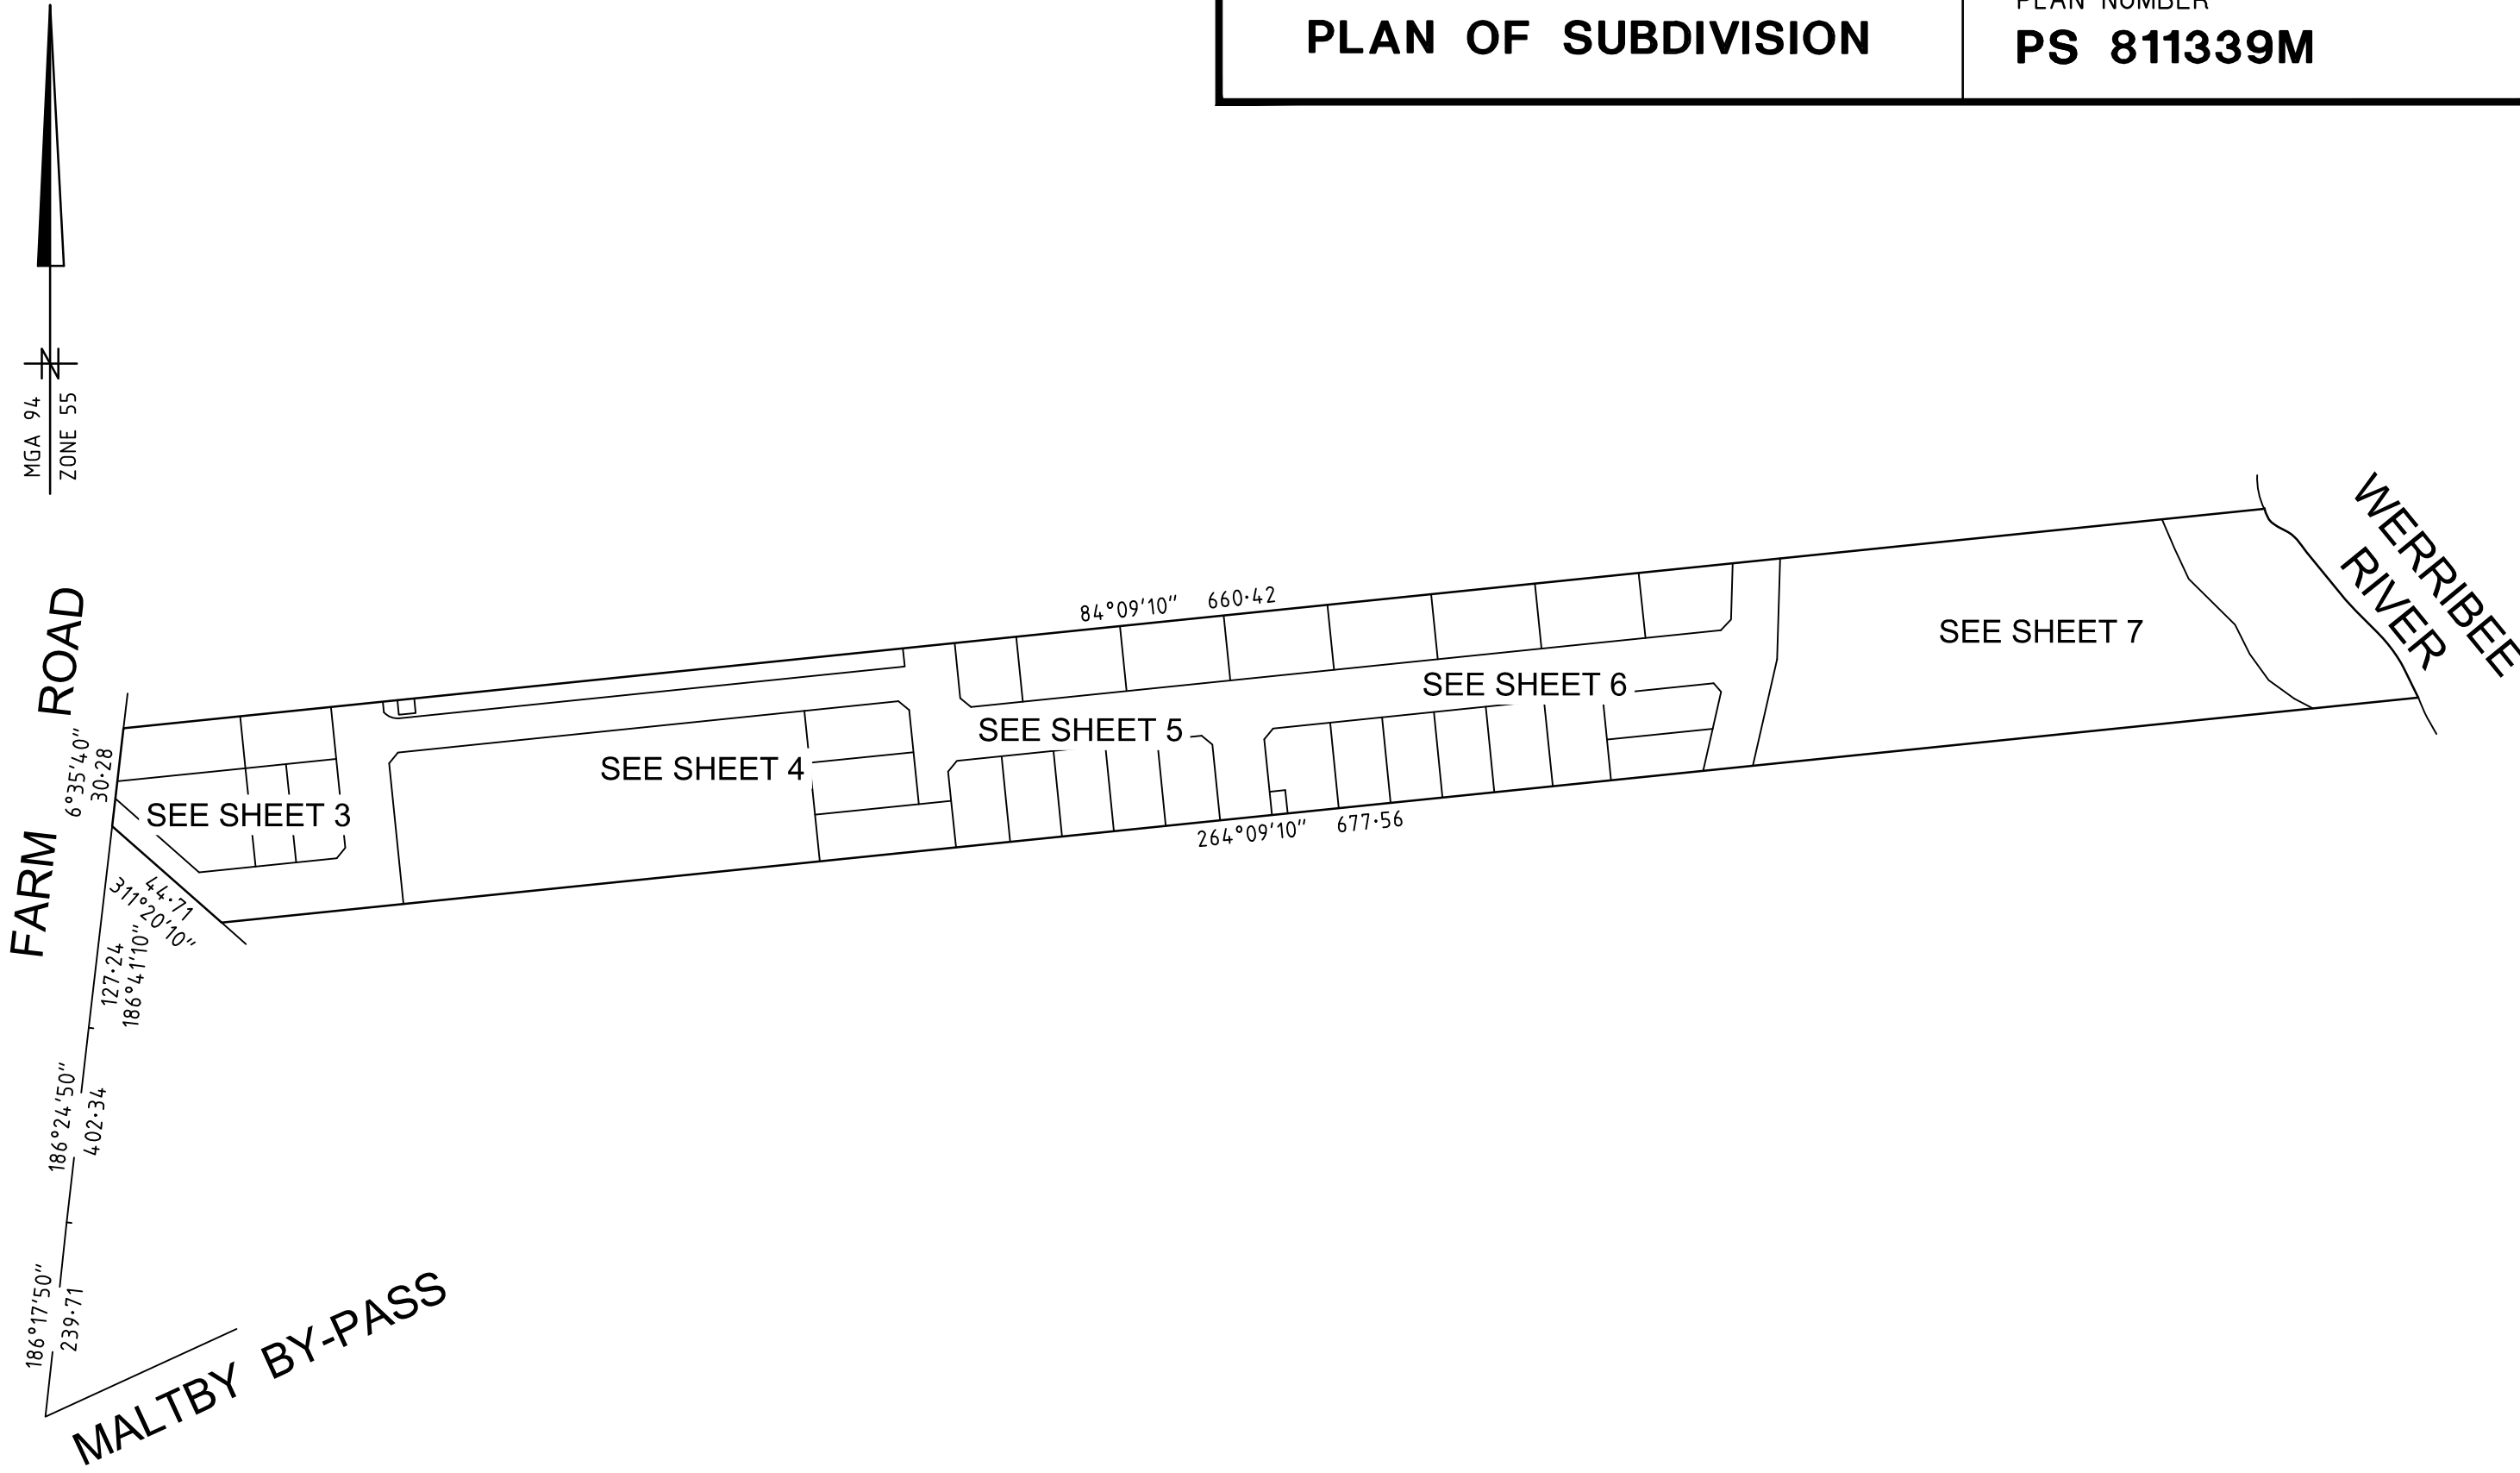 PLAN OF SUBDIVISION
PLAN NUMBER
PS 811339M
MGA 94
ZONE 55
N
WERRIBEE
RIVER
FARM ROAD
84°09'10" 660·42
SEE SHEET 7
SEE SHEET 6
SEE SHEET 5
SEE SHEET 4
SEE SHEET 3
6°35'40"
30·28
264°09'10" 677·56
44·71
311°20'10"
127·24
186°41'10"
186°24'50"
402·34
186°17'50"
239·71
MALTBY BY-PASS